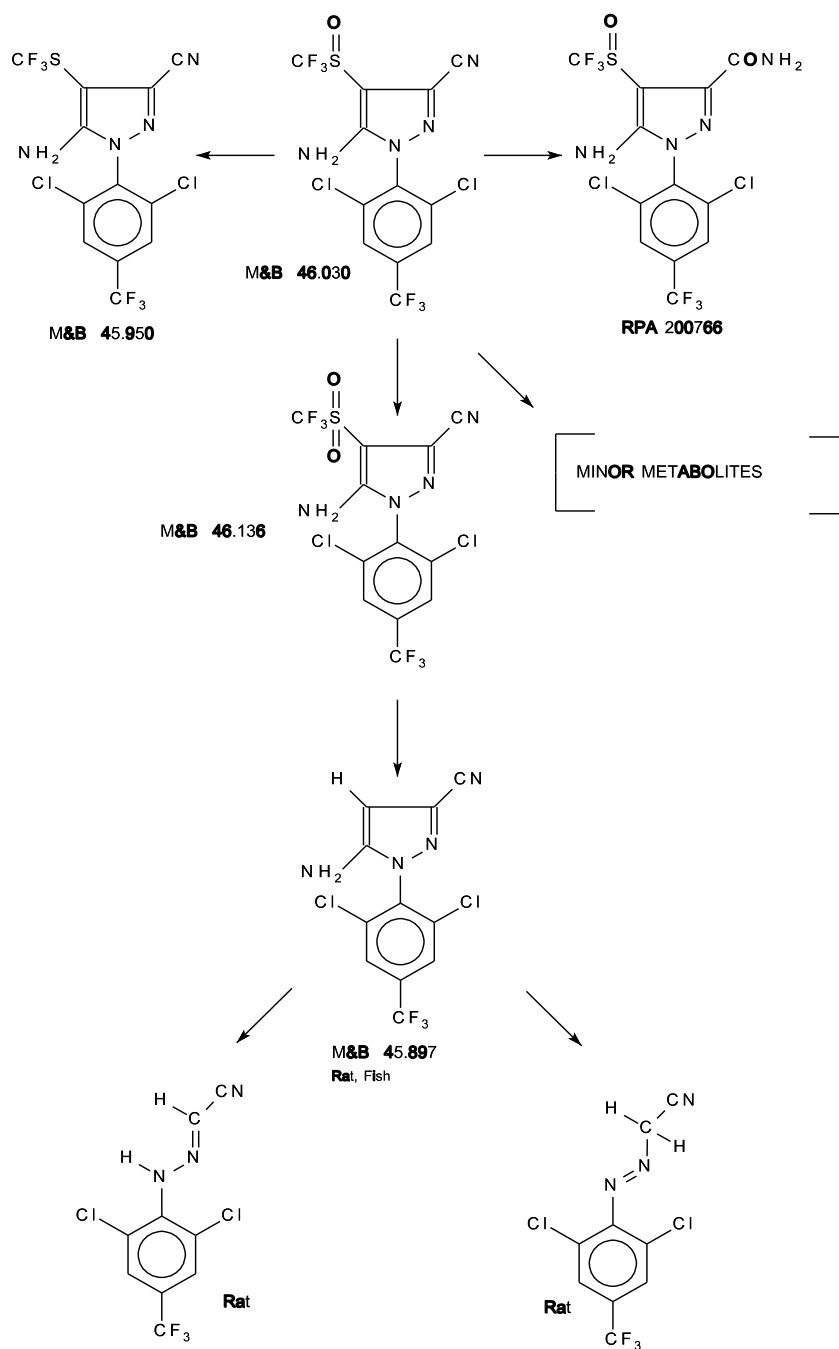 O
O
CF3S
CN
CF3S
CN
CF3S
CONH2
N
N
N
NH2
N
NH2
N
NH2
N
Cl
Cl
Cl
Cl
Cl
Cl
CF3
CF3
CF3
M&B 46.030
M&B 45.950
RPA 200766
O
CF3S
CN
O
N
NH2
N
MINOR METABOLITES
M&B 46.136
Cl
Cl
CF3
H
CN
N
NH2
N
Cl
Cl
CF3
M&B 45.897
Rat, Fish
CN
H
C
H
N
N
Cl
Cl
CF3
Rat
CN
H
C
H
N
N
Cl
Cl
CF3
Rat